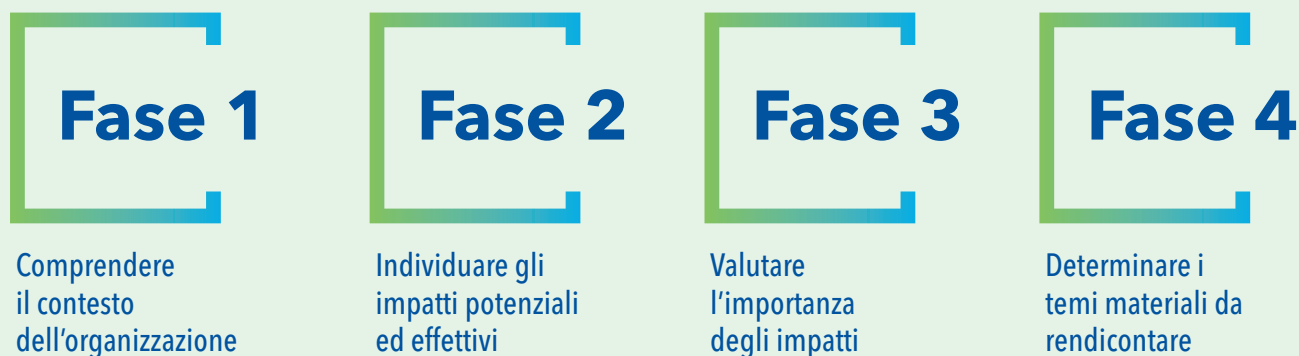 Fase 1
Comprendere
il contesto
dell'organizzazione
Fase 2
Individuare gli
impatti potenziali
ed effettivi
Fase 3
Valutare
l'importanza
degli impatti
Fase 4
Determinare i
temi materiali da
rendicontare